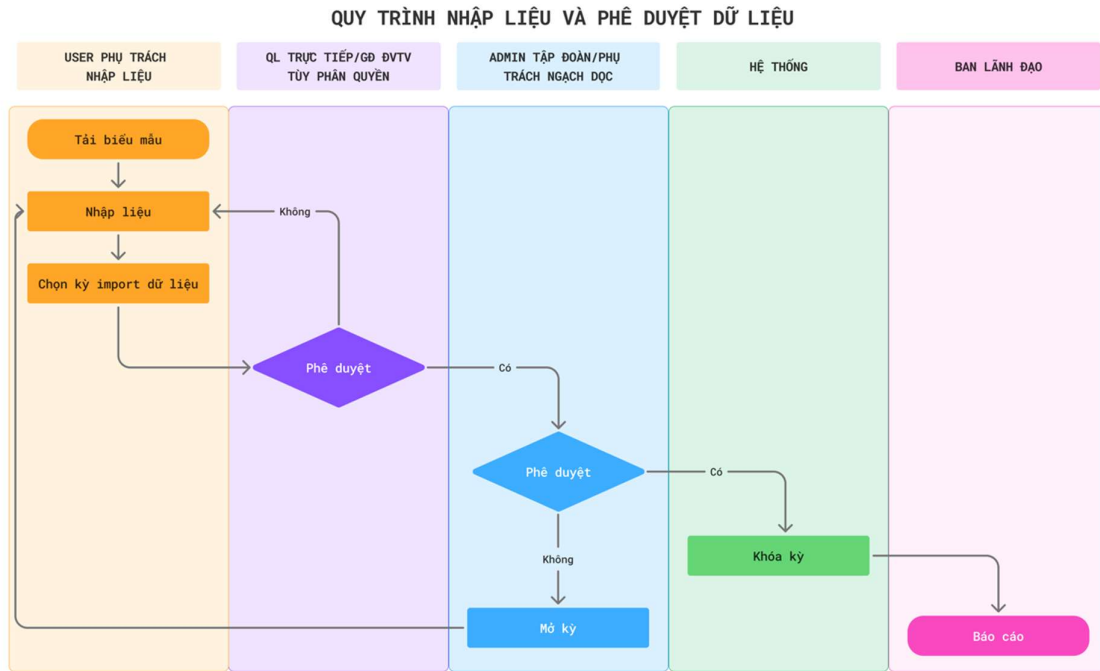 QUY TRÌNH NHẬP LIỆU VÀ PHÊ DUYỆT DỮ LIỆU
USER PHỤ TRÁCH
NHẬP LIỆU
QL TRỰC TIẾP/GĐ ĐVTV
TÙY PHÂN QUYỀN
ADMIN TẬP ĐOÀN/PHỤ
TRÁCH NGẠCH DỌC
HỆ THỐNG
BAN LÃNH ĐẠO
Tải biểu mẫu
Nhập liệu
Không
Chọn kỳ import dữ liệu
Phê duyệt
Có
Phê duyệt
Có
Không
Khóa kỳ
Mở kỳ
Báo cáo